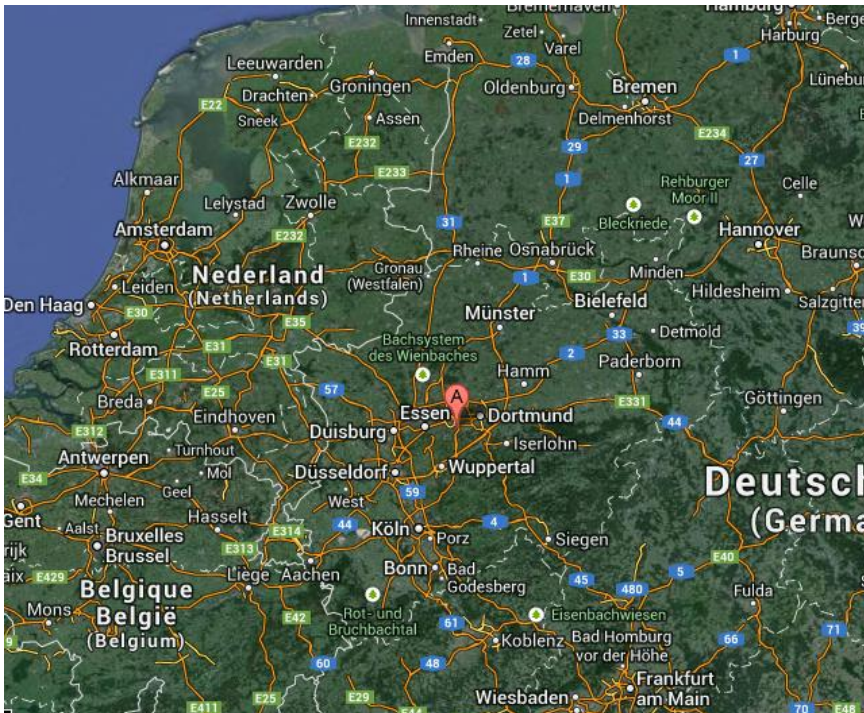 Bremerhaven
Hamburg
Innenstadt
Zetel
Varel
Harburg
Emden
Leeuwarden
28
1
Groningen
Oldenburg
Bremen
Drachten
Sneek
E22
Assen
Delmenhorst
E234
E232
29
27
E233
1
Alkmaar
Rehburger
Moor II
Celle
Lelystad
Zwolle
Bleckriede
31
E37
Amsterdam
E232
Hannover
Rheine
Osnabrück
Nederland
(Netherlands)
Gronau
(Westfalen)
E30
Minden
1
Leiden
Hildesheim
Den Haag
E30
E35
Münster
Bielefeld
Salzgitter
39
Rotterdam
E31
Bachsystem
des Wienbaches
33
Detmold
E31
2
Paderborn
E311
Hamm
E25
57
Breda
A
E331
Göttingen
Eindhoven
Essen
Dortmund
44
E312
Duisburg
Turnhout
Iserlohn
Antwerpen
Mol
Düsseldorf
Wuppertal
E34
Geel
59
West
Mechelen
Gent
Hasselt
44
Köln
4
Aalst
E314
Porz
Siegen
Bruxelles
Brussel
E313
E40
E429
Liège
Aachen
Bonn
Bad
Godesberg
45
5
480
Fulda
Belgique
België
(Belgium)
Mons
E42
Rot- und
Bruchbachtal
Eisenbachwiesen
61
71
Koblenz
Bad Homburg
vor der Höhe
66
60
48
Frankfurt
am Main
E411
E25
E29
Wiesbaden
70
E48